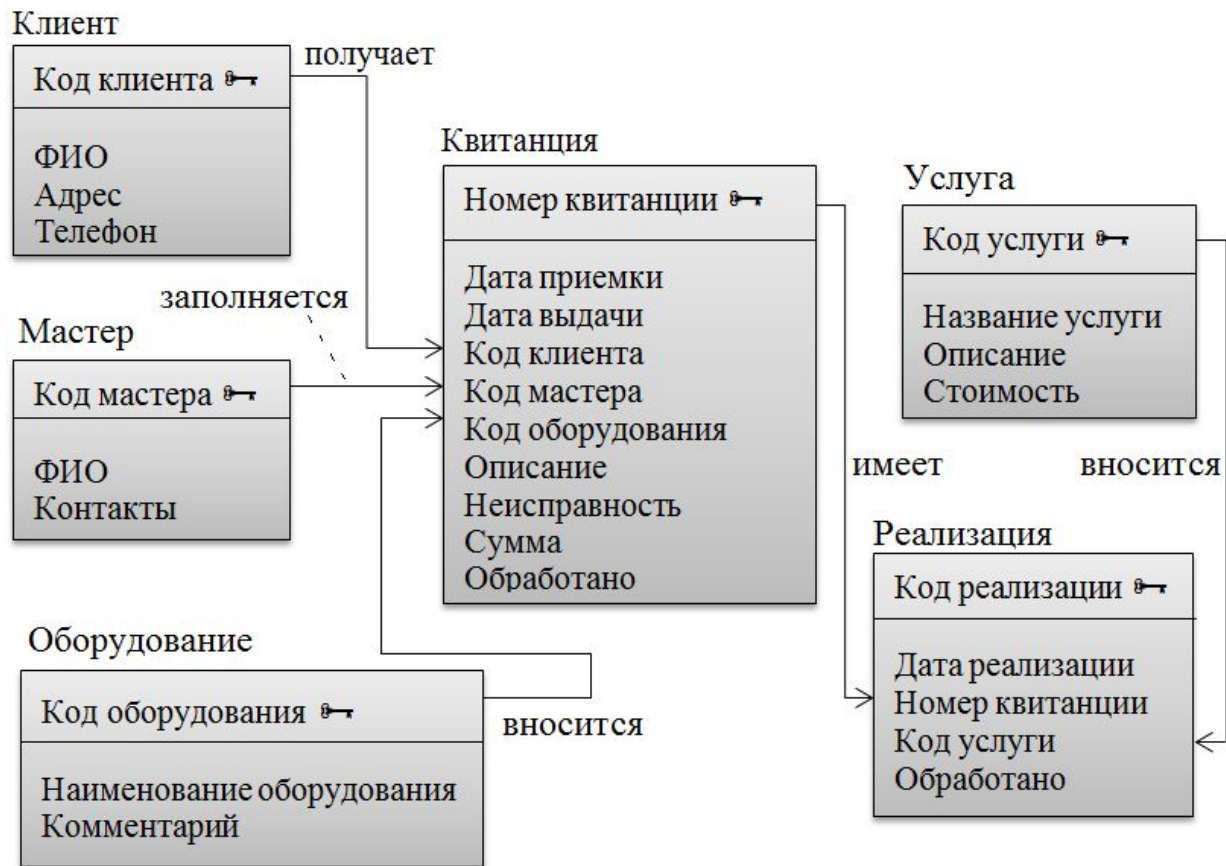 Клиент
Код клиента
ФИО
Адрес
Телефон
получает
заполняется
Мастер
Код мастера
ФИО
Контакты
Квитанция
Номер квитанции
Дата приемки
Дата выдачи
Код клиента
Код мастера
Код оборудования
Описание
Неисправность
Сумма
Обработано
Услуга
Код услуги
Название услуги
Описание
Стоимость
имеет
вносится
Реализация
Код реализации
Дата реализации
Номер квитанции
Код услуги
Обработано
Оборудование
Код оборудования
Наименование оборудования
Комментарий
вносится